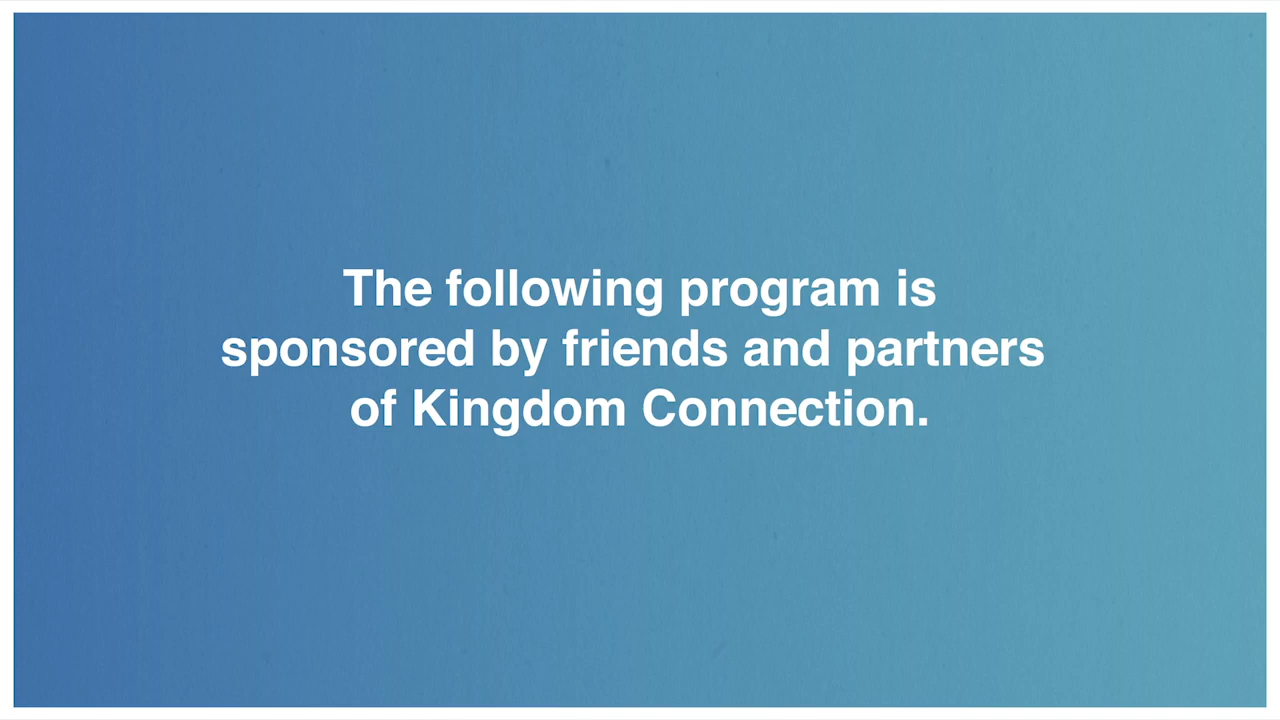 The following program is
sponsored by friends and partners
of Kingdom Connection.